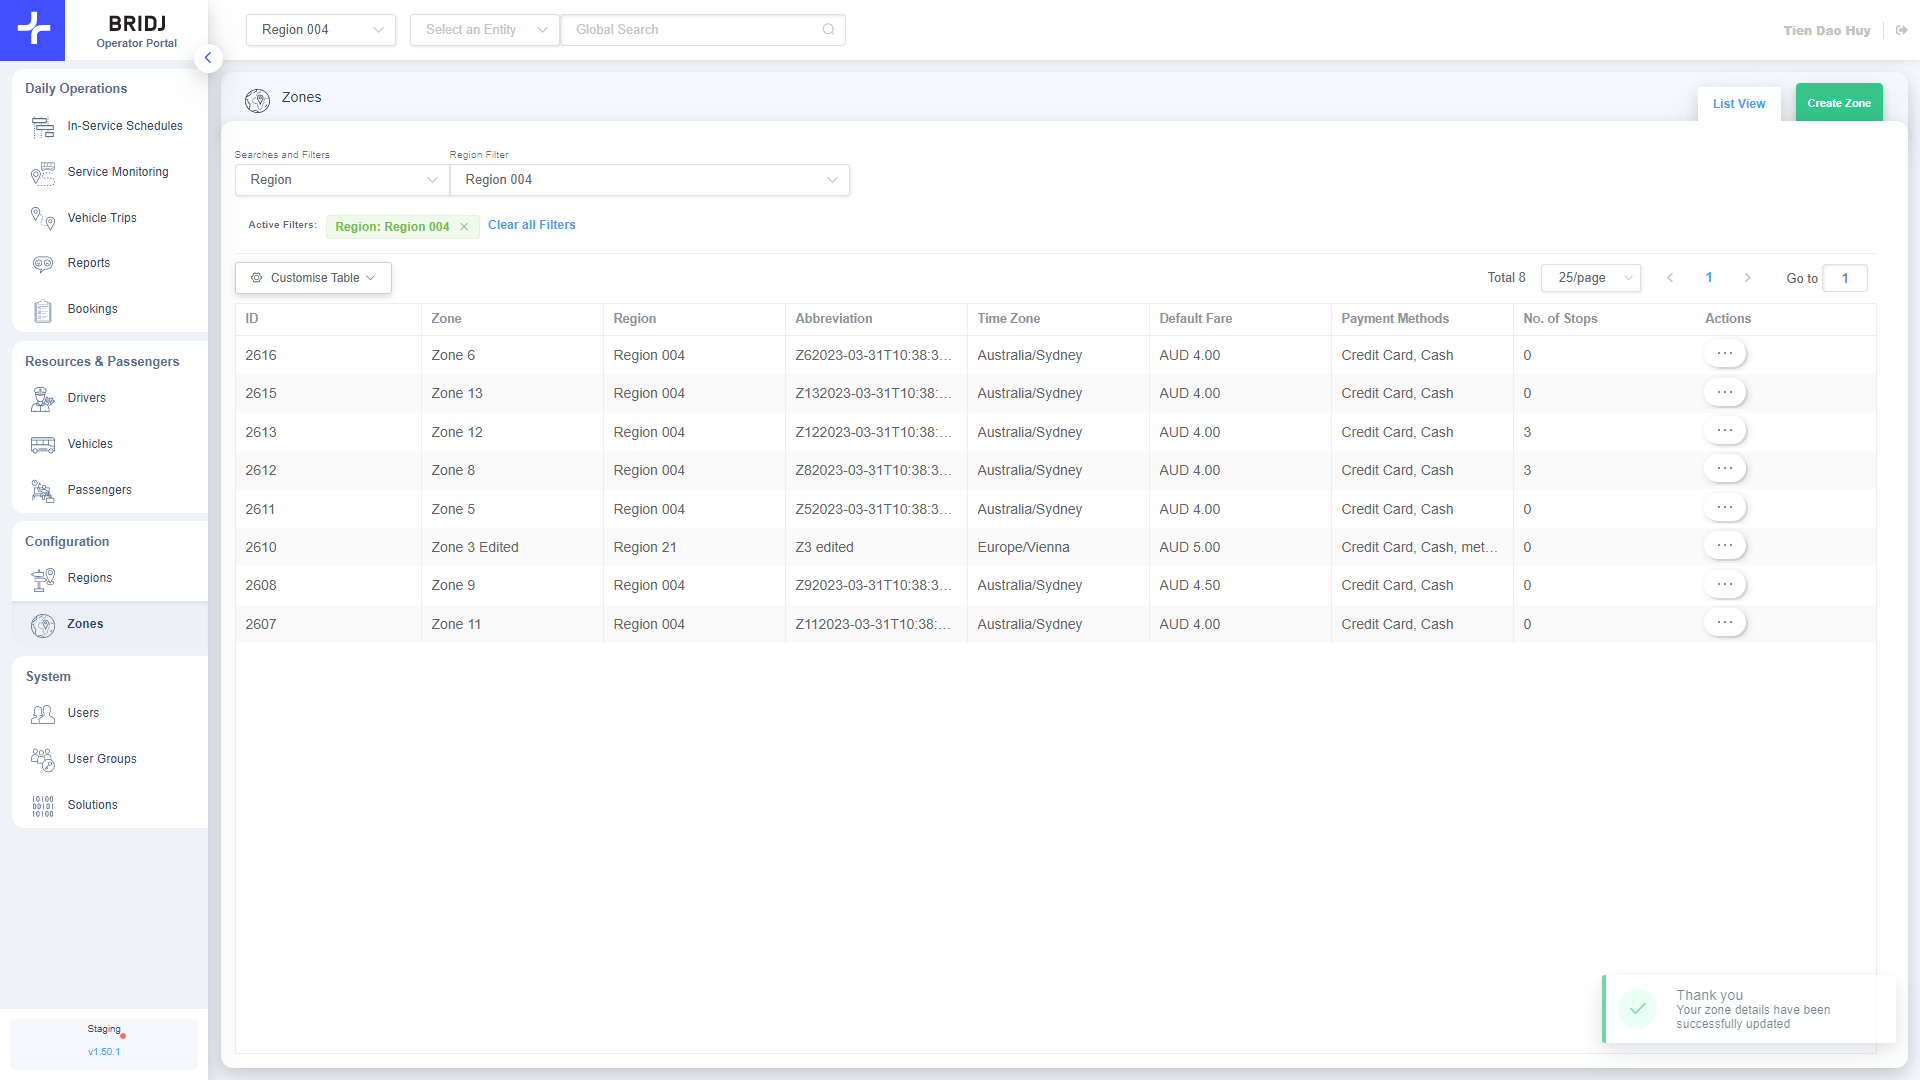 BRIDJ
Operator Portal
Region 004
Select an Entity
Global Search
Tien Dao Huy
Daily Operations
In-Service Schedules
Service Monitoring
Vehicle Trips
Reports
Bookings
Resources & Passengers
Drivers
Vehicles
Passengers
Configuration
Regions
Zones
System
Users
User Groups
10100
00101
10100
Solutions
Staging
v1.50.1
Zones
List View
Create Zone
Searches and Filters
Region Filter
Region
Region 004
Active Filters:
Region: Region 004
Clear all Filters
Customise Table
Total 8
25/page
1
Go to
1
ID Zone Region Abbreviation Time Zone Default Fare Payment Methods No. of Stops Actions
2616 Zone 6 Region 004 Z62023-03-31T10:38:3... Australia/Sydney AUD 4.00 Credit Card, Cash 0
2615 Zone 13 Region 004 Z132023-03-31T10:38:... Australia/Sydney AUD 4.00 Credit Card, Cash 0
2613 Zone 12 Region 004 Z122023-03-31T10:38:... Australia/Sydney AUD 4.00 Credit Card, Cash 3
2612 Zone 8 Region 004 Z82023-03-31T10:38:3... Australia/Sydney AUD 4.00 Credit Card, Cash 3
2611 Zone 5 Region 004 Z52023-03-31T10:38:3... Australia/Sydney AUD 4.00 Credit Card, Cash 0
2610 Zone 3 Edited Region 21 Z3 edited Europe/Vienna AUD 5.00 Credit Card, Cash, met... 0
2608 Zone 9 Region 004 Z92023-03-31T10:38:3... Australia/Sydney AUD 4.50 Credit Card, Cash 0
2607 Zone 11 Region 004 Z112023-03-31T10:38:... Australia/Sydney AUD 4.00 Credit Card, Cash 0
Thank you
Your zone details have been
successfully updated